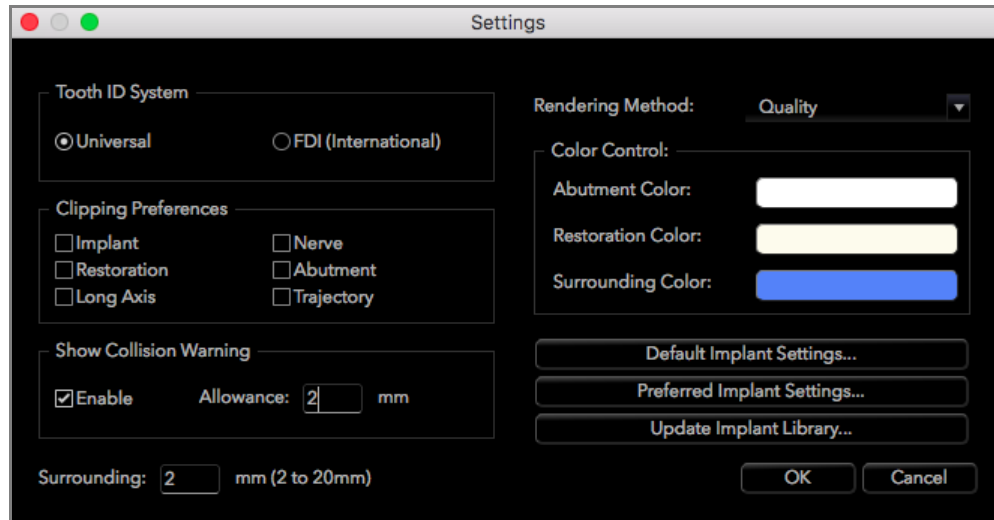 Settings
Tooth ID System
Universal
FDI (International)
Clipping Preferences
Implant
Nerve
Restoration
Abutment
Long Axis
Trajectory
Show Collision Warning
Enable
Allowance: 2 mm
Surrounding: 2 mm (2 to 20mm)
Rendering Method: Quality
Color Control:
Abutment Color:
Restoration Color:
Surrounding Color:
Default Implant Settings...
Preferred Implant Settings...
Update Implant Library...
OK
Cancel